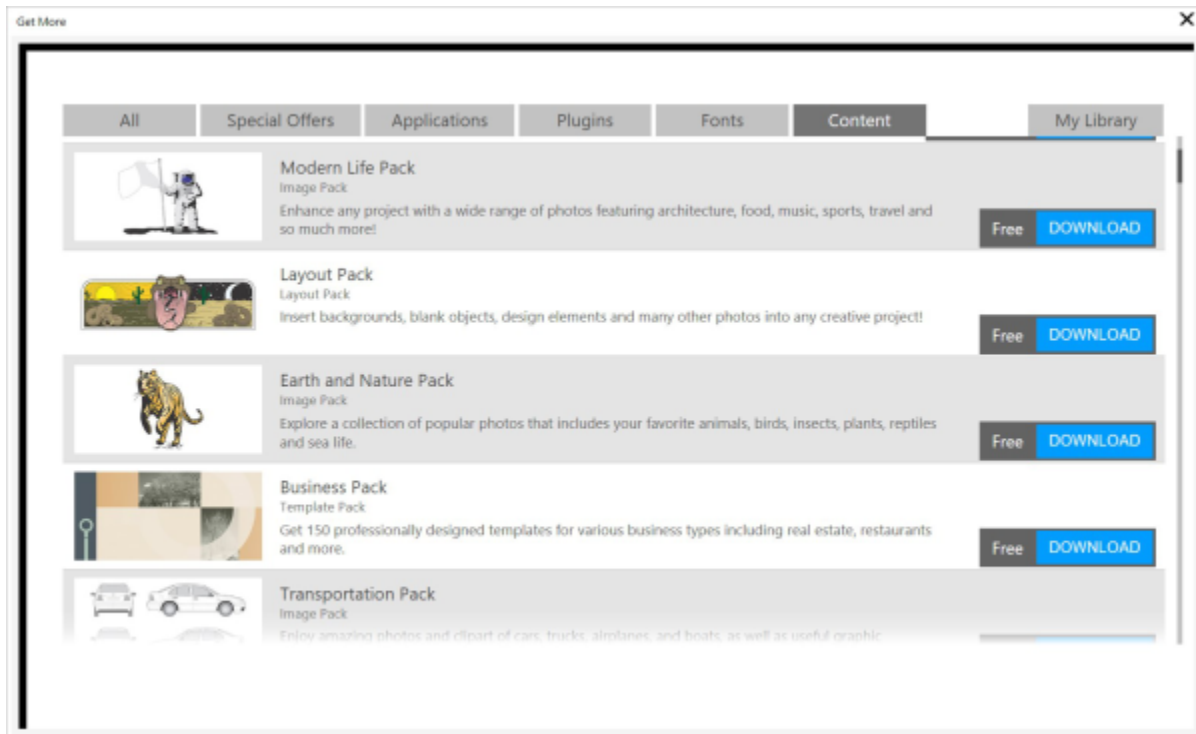 Get More
All Special Offers Applications Plugins Fonts Content My Library
Modern Life Pack
Image Pack
Enhance any project with a wide range of photos featuring architecture, food, music, sports, travel and
so much more!
Free DOWNLOAD
Layout Pack
Layout Pack
Insert backgrounds, blank objects, design elements and many other photos into any creative project!
Free DOWNLOAD
Earth and Nature Pack
Image Pack
Explore a collection of popular photos that includes your favorite animals, birds, insects, plants, reptiles
and sea life.
Free DOWNLOAD
Business Pack
Template Pack
Get 150 professionally designed templates for various business types including real estate, restaurants
and more.
Free DOWNLOAD
Transportation Pack
Image Pack
Enjoy amazing photos and clipart of cars, trucks, airplanes, and boats, as well as useful graphic